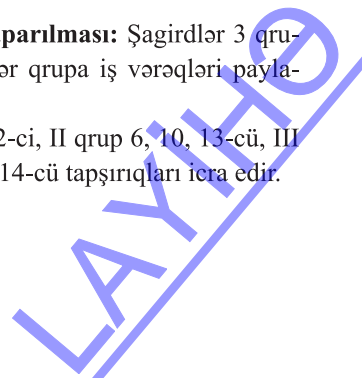 parılması: Şagirdlər 3 qru-
ər qrupa iş vərəqləri payla-
2-ci, II qrup 6, 10, 13-cü, III
14-cü tapşırıqları icra edir.
LAYİHƏ